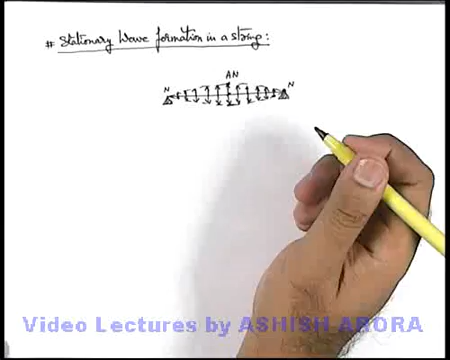 # Stationary Wave formation in a string:
AN
N N
Video Lectures by ASHISH ARORA